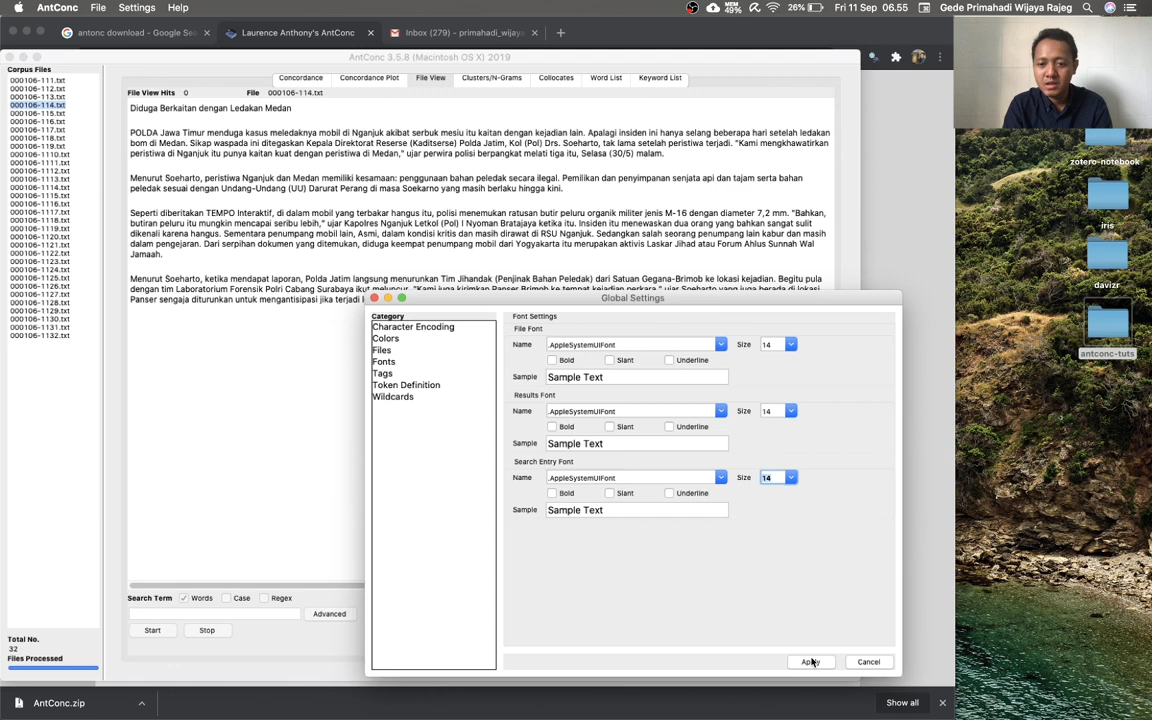 AntConc File Settings Help
MEM 49% 26% Fri 11 Sep 06.55 Gede Primahadi Wijaya Rajeg
antonc download - Google Se
Laurence Anthony's AntConc
Inbox (279) - primahadi_wijaya
AntConc 3.5.8 (Macintosh OS X) 2019
Corpus Files
000106-111.txt
000106-112.txt
000106-113.txt
000106-114.txt
000106-115.txt
000106-116.txt
000106-117.txt
000106-118.txt
000106-119.txt
000106-1110.txt
000106-1111.txt
000106-1112.txt
000106-1113.txt
000106-1114.txt
000106-1115.txt
000106-1116.txt
000106-1117.txt
000106-1118.txt
000106-1119.txt
000106-1120.txt
000106-1121.txt
000106-1122.txt
000106-1123.txt
000106-1124.txt
000106-1125.txt
000106-1126.txt
000106-1127.txt
000106-1128.txt
000106-1129.txt
000106-1130.txt
000106-1131.txt
000106-1132.txt
Total No.
32
Files Processed
Concordance Concordance Plot File View Clusters/N-Grams Collocates Word List Keyword List
File View Hits 0 File 000106-114.txt
Diduga Berkaitan dengan Ledakan Medan
POLDA Jawa Timur menduga kasus meledaknya mobil di Nganjuk akibat serbuk mesiu itu kaitan dengan kejadian lain. Apalagi insiden ini hanya selang beberapa hari setelah ledakan
bom di Medan. Sikap waspada ini ditegaskan Kepala Direktorat Reserse (Kaditserse) Polda Jatim, Kol (Pol) Drs. Soeharto, tak lama setelah peristiwa terjadi. "Kami mengkhawatirkan
peristiwa di Nganjuk itu punya kaitan kuat dengan peristiwa di Medan," ujar perwira polisi berpangkat melati tiga itu, Selasa (30/5) malam.
Menurut Soeharto, peristiwa Nganjuk dan Medan memiliki kesamaan: penggunaan bahan peledak secara ilegal. Pemilikan dan penyimpanan senjata api dan tajam serta bahan
peledak sesuai dengan Undang-Undang (UU) Darurat Perang di masa Soekarno yang masih berlaku hingga kini.
Seperti diberitakan TEMPO Interaktif, di dalam mobil yang terbakar hangus itu, polisi menemukan ratusan butir peluru organik militer jenis M-16 dengan diameter 7,2 mm. "Bahkan,
butiran peluru itu mungkin mencapai seribu lebih," ujar Kapolres Nganjuk Letkol (Pol) I Nyoman Bratajaya ketika itu. Insiden itu menewaskan dua orang yang bahkan sangat sulit
dikenali karena hangus. Sementara penumpang mobil lain, Asmi, dalam kondisi kritis dan masih dirawat di RSU Nganjuk. Sedangkan salah seorang penumpang lain kabur dan masih
dalam pengejaran. Dari serpihan dokumen yang ditemukan, diduga keempat penumpang mobil dari Yogyakarta itu merupakan aktivis Laskar Jihad atau Forum Ahlus Sunnah Wal
Jamaah.
Menurut Soeharto, ketika mendapat laporan, Polda Jatim langsung menurunkan Tim Jihandak (Penjinak Bahan Peledak) dari Satuan Gegana-Brimob ke lokasi kejadian. Begitu pula
dengan tim Laboratorium Forensik Polri Cabang Surabaya ikut meluncur. "Kami juga kirimkan Panser Brimob ke tempat kejadian perkara," ujar Soeharto yang juga berada di lokasi.
Panser sengaja diturunkan untuk mengantisipasi jika terjadi
Search Term Words Case Regex
Advanced
Start Stop
Global Settings
Category
Character Encoding
Colors
Files
Fonts
Tags
Token Definition
Wildcards
Font Settings
File Font
Name .AppleSystemUIFont Size 14
Bold Slant Underline
Sample Sample Text
Results Font
Name .AppleSystemUIFont Size 14
Bold Slant Underline
Sample Sample Text
Search Entry Font
Name .AppleSystemUIFont Size 14
Bold Slant Underline
Sample Sample Text
Apply Cancel
zotero-notebook
iris
davizr
antconc-tuts
AntConc.zip
Show all